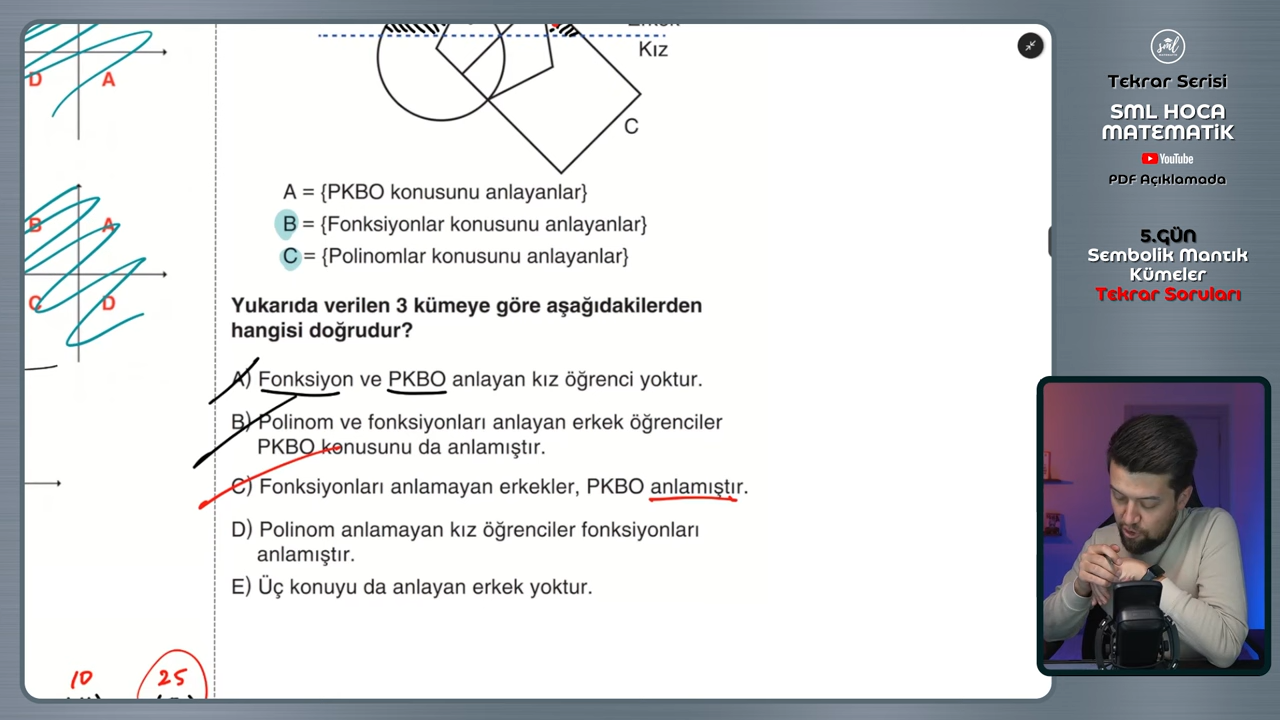 D
A
B
A
C
D
Kız
C
A = {PKBO konusunu anlayanlar}
B = {Fonksiyonlar konusunu anlayanlar}
C = {Polinomlar konusunu anlayanlar}
Yukarıda verilen 3 kümeye göre aşağıdakilerden
hangisi doğrudur?
A) Fonksiyon ve PKBO anlayan kız öğrenci yoktur.
B) Polinom ve fonksiyonları anlayan erkek öğrenciler
PKBO konusunu da anlamıştır.
C) Fonksiyonları anlamayan erkekler, PKBO anlamıştır.
D) Polinom anlamayan kız öğrenciler fonksiyonları
anlamıştır.
E) Üç konuyu da anlayan erkek yoktur.
10
25
sml
Tekrar Serisi
SML HOCA
MATEMATİK
YouTube
PDF Açıklamada
5.GÜN
Sembolik Mantık
Kümeler
Tekrar Soruları